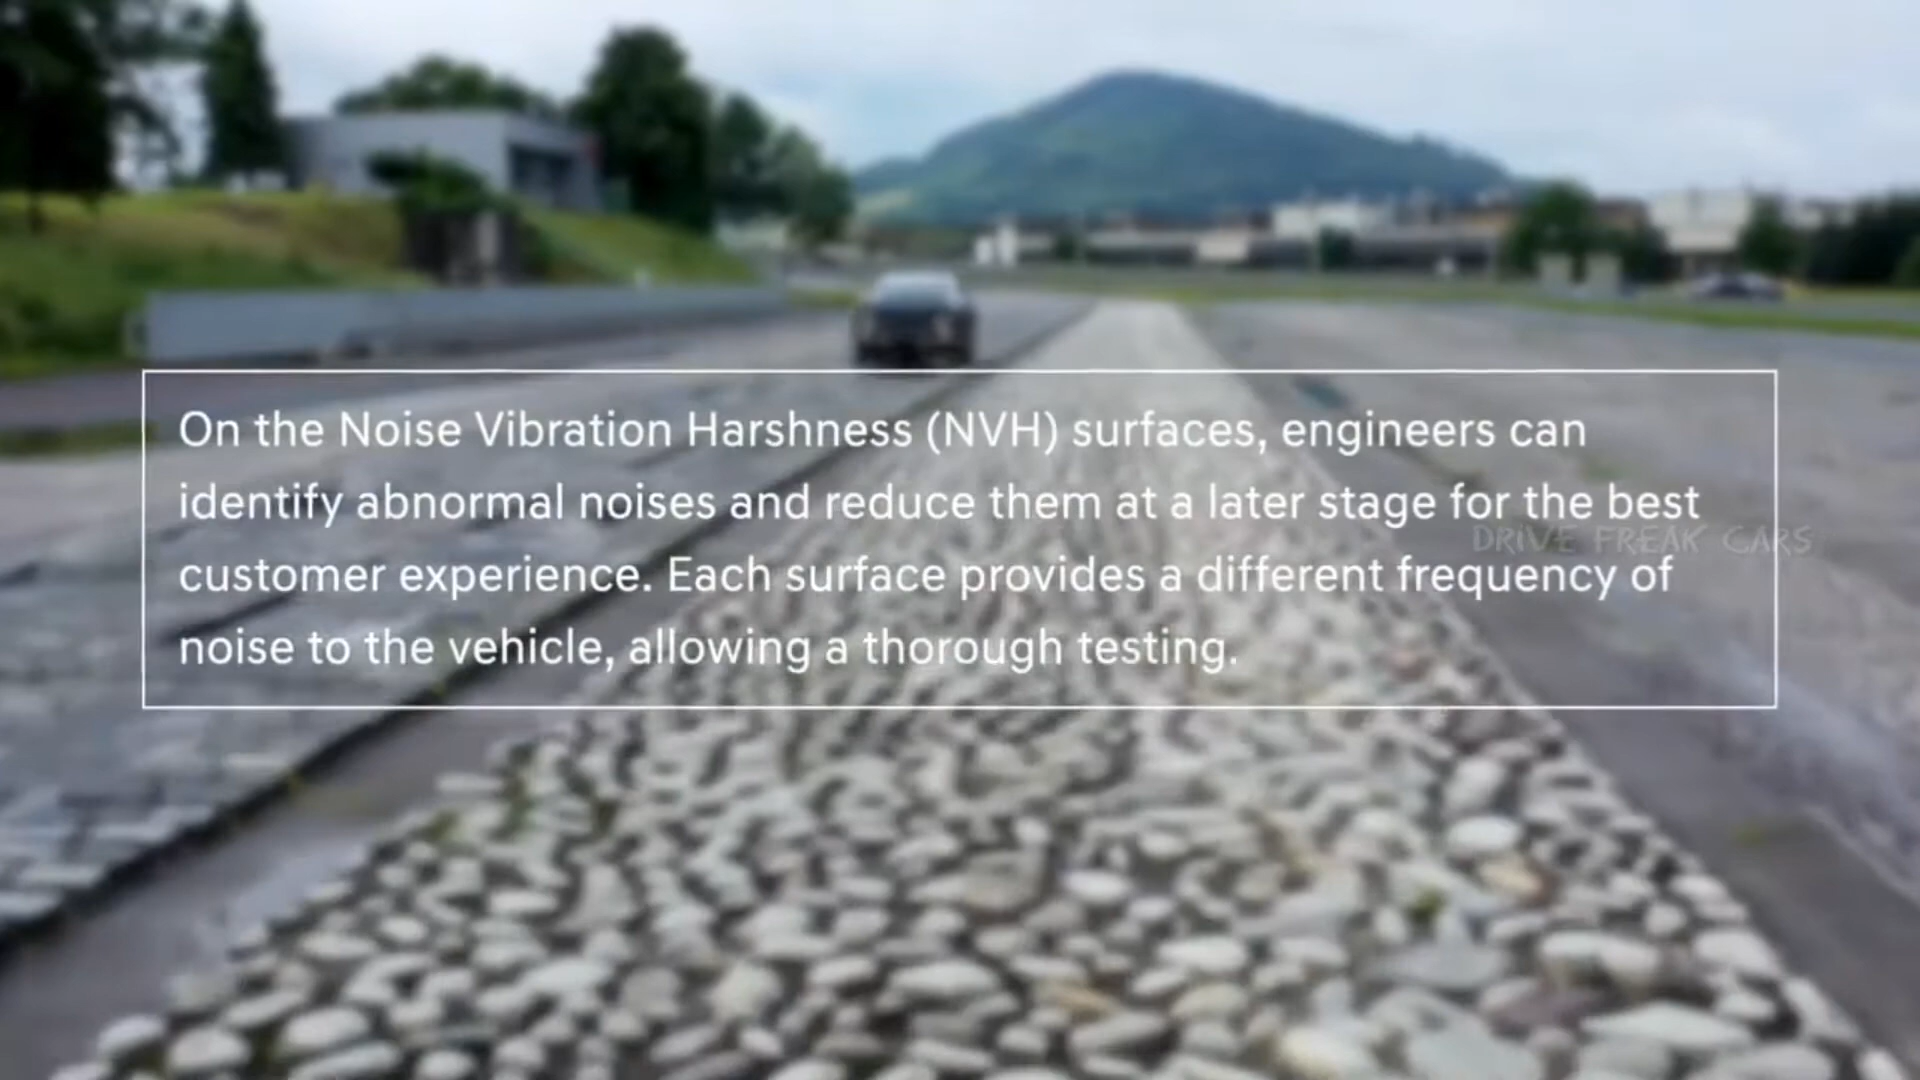 On the Noise Vibration Harshness (NVH) surfaces, engineers can
identify abnormal noises and reduce them at a later stage for the best
DRIVE FREAK CARS
customer experience. Each surface provides a different frequency of
noise to the vehicle, allowing a thorough testing.